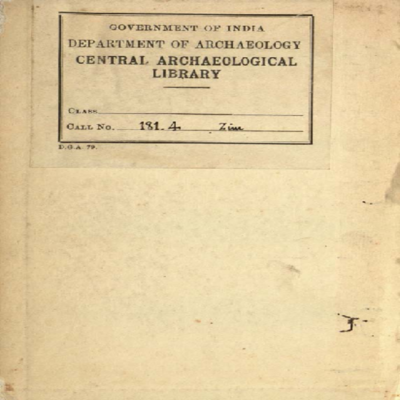 GOVERNMENT OF INDIA
DEPARTMENT OF ARCHAEOLOGY
CENTRAL ARCHAEOLOGICAL
LIBRARY
CLASS
CALL No. 181.4 Zim
D.G.A. 79.